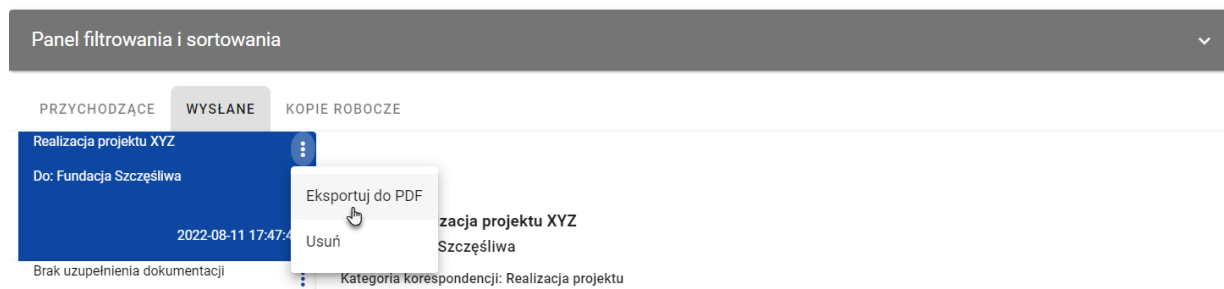 Panel filtrowania i sortowania
PRZYCHODZĄCE WYSŁANE KOPIE ROBOCZE
Realizacja projektu XYZ
Do: Fundacja Szczęśliwa
2022-08-11 17:47:4
Eksportuj do PDF
Usuń
zacja projektu XYZ
Szczęśliwa
Brak uzupełnienia dokumentacji
Kategoria korespondencji: Realizacja projektu